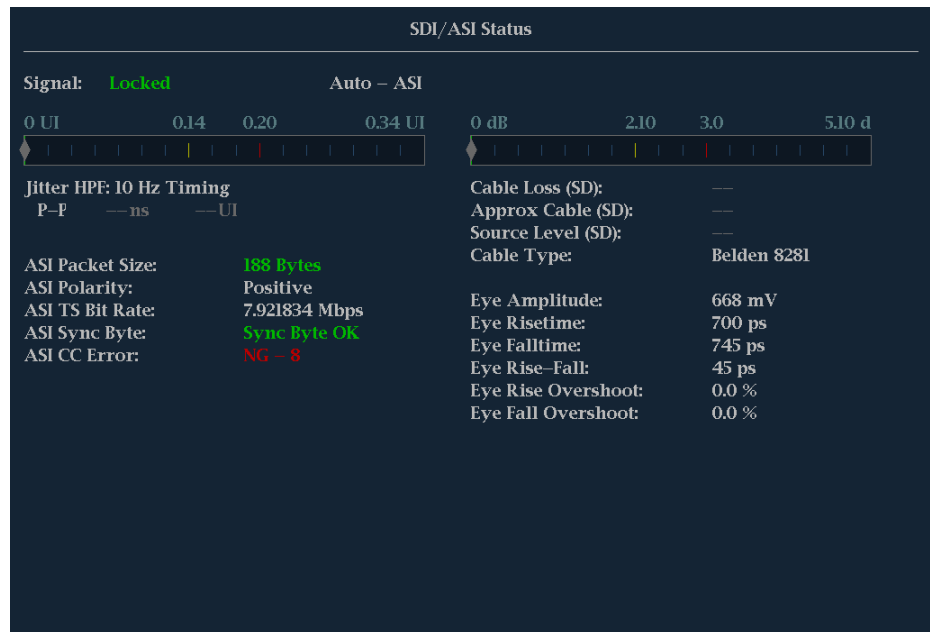 SDI/ASI Status
Signal: Locked Auto – ASI
0 UI 0.14 0.20 0.34 UI
0 dB 2.10 3.0 5.10 d
Jitter HPF: 10 Hz Timing
P–P ––ns ––UI
ASI Packet Size: 188 Bytes
ASI Polarity: Positive
ASI TS Bit Rate: 7.921834 Mbps
ASI Sync Byte: Sync Byte OK
ASI CC Error: NG – 8
Cable Loss (SD): ––
Approx Cable (SD): ––
Source Level (SD): ––
Cable Type: Belden 8281
Eye Amplitude: 668 mV
Eye Risetime: 700 ps
Eye Falltime: 745 ps
Eye Rise–Fall: 45 ps
Eye Rise Overshoot: 0.0 %
Eye Fall Overshoot: 0.0 %